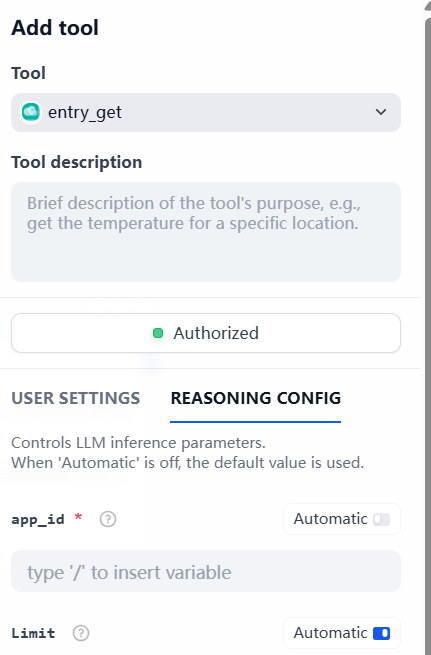 Add tool
Tool
entry_get
Tool description
Brief description of the tool's purpose, e.g.,
get the temperature for a specific location.
Authorized
USER SETTINGS REASONING CONFIG
Controls LLM inference parameters.
When 'Automatic' is off, the default value is used.
app_id * ? Automatic
type '/' to insert variable
Limit ? Automatic